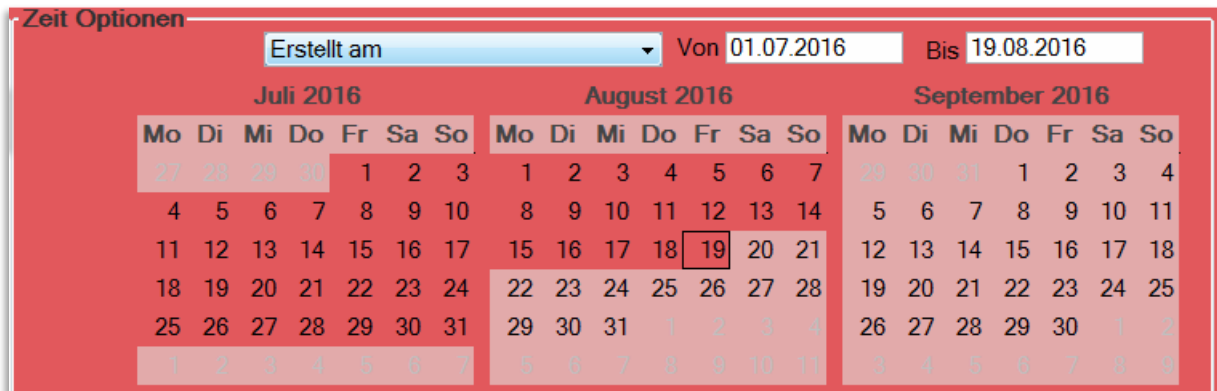 Zeit Optionen
Erstellt am Von 01.07.2016 Bis 19.08.2016
Juli 2016 August 2016 September 2016
Mo Di Mi Do Fr Sa So Mo Di Mi Do Fr Sa So Mo Di Mi Do Fr Sa So
27 28 29 30 1 2 3 1 2 3 4 5 6 7 29 30 31 1 2 3 4
4 5 6 7 8 9 10 8 9 10 11 12 13 14 5 6 7 8 9 10 11
11 12 13 14 15 16 17 15 16 17 18 19 20 21 12 13 14 15 16 17 18
18 19 20 21 22 23 24 22 23 24 25 26 27 28 19 20 21 22 23 24 25
25 26 27 28 29 30 31 29 30 31 1 2 3 4 26 27 28 29 30 1 2
1 2 3 4 5 6 7 5 6 7 8 9 10 11 3 4 5 6 7 8 9